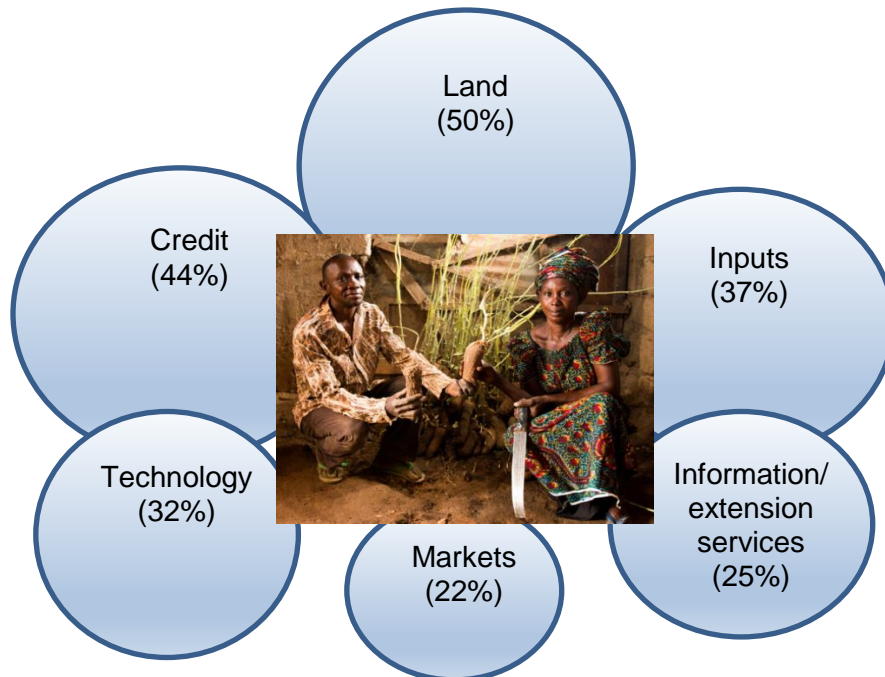 Land
(50%)
Credit
(44%)
Inputs
(37%)
Technology
(32%)
Information/
extension
services
(25%)
Markets
(22%)